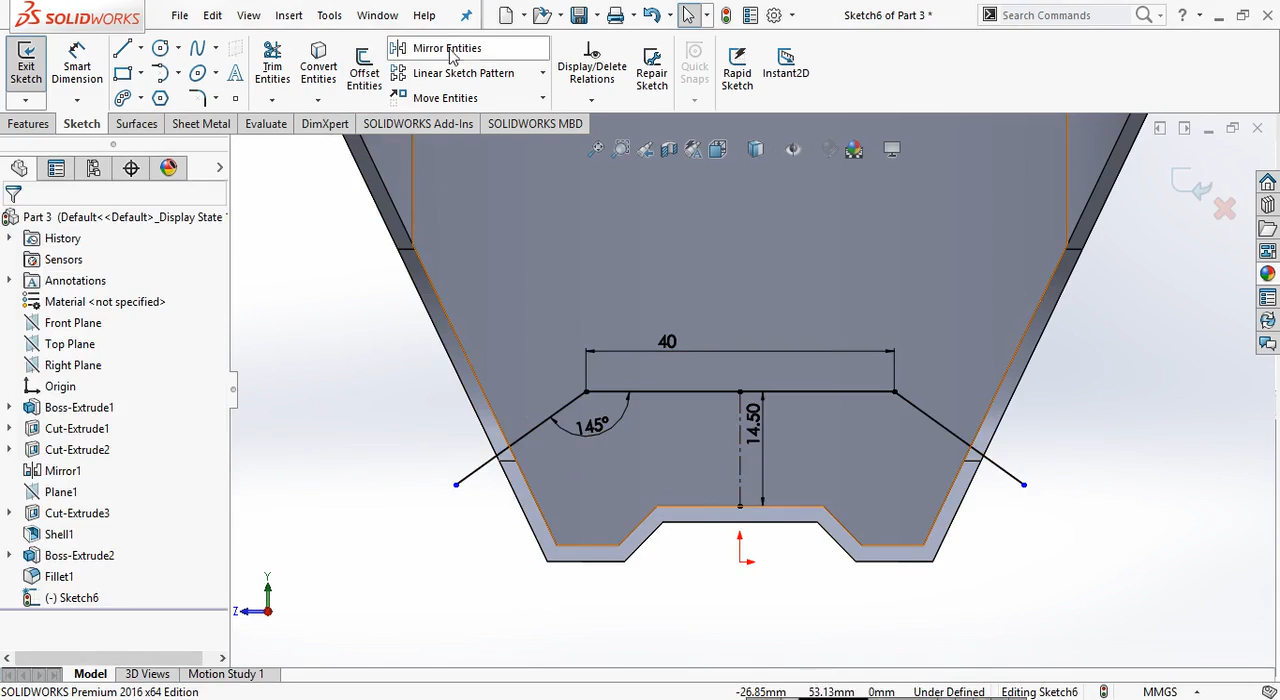 SOLIDWORKS File Edit View Insert Tools Window Help Sketch6 of Part 3 * Search Commands ?
Exit Sketch Smart Dimension Trim Entities Convert Entities Offset Entities Mirror Entities Linear Sketch Pattern Move Entities Display/Delete Relations Repair Sketch Quick Snaps Rapid Sketch Instant2D
Features Sketch Surfaces Sheet Metal Evaluate DimXpert SOLIDWORKS Add-Ins SOLIDWORKS MBD
Part 3 (Default<<Default>_Display State
History
Sensors
Annotations
Material <not specified>
Front Plane
Top Plane
Right Plane
Origin
Boss-Extrude1
Cut-Extrude1
Cut-Extrude2
Mirror1
Plane1
Cut-Extrude3
Shell1
Boss-Extrude2
Fillet1
(-) Sketch6
40
145°
14.50
Y
Z
Model 3D Views Motion Study 1
SOLIDWORKS Premium 2016 x64 Edition -26.85mm 53.13mm 0mm Under Defined Editing Sketch6 MMGS